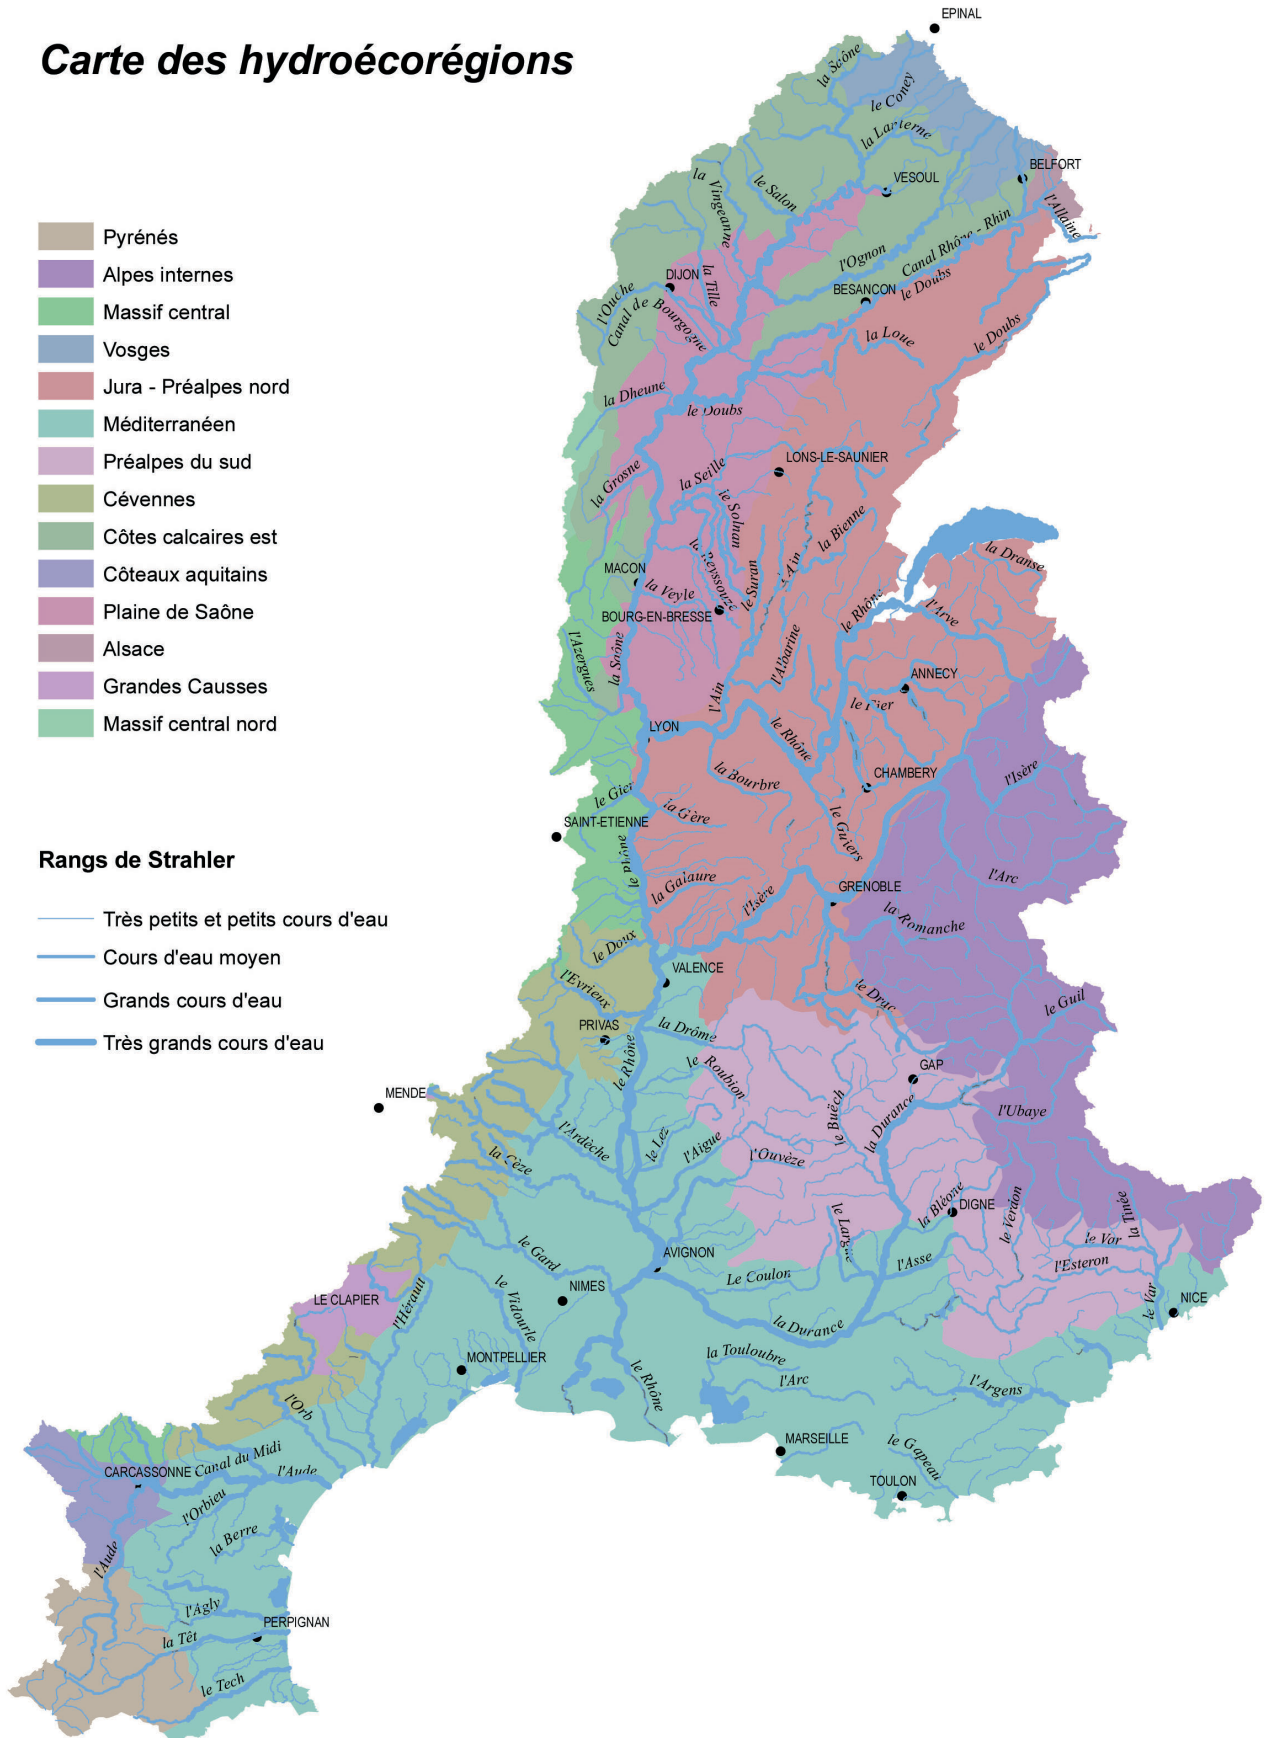 Carte des hydroécorégions
Pyrénés
Alpes internes
Massif central
Vosges
Jura - Préalpes nord
Méditerranéen
Préalpes du sud
Cévennes
Côtes calcaires est
Côteaux aquitains
Plaine de Saône
Alsace
Grandes Causses
Massif central nord
Rangs de Strahler
Très petits et petits cours d'eau
Cours d'eau moyen
Grands cours d'eau
Très grands cours d'eau
EPINAL
la Saône
le Coney
la Lanterne
BELFORT
VESOUL
la Vingeanne
le Salon
l'Allaine
l'Ognon
Canal Rhône - Rhin
DIJON
la Tille
BESANCON
le Doubs
l'Ouche
Canal de Bourgogne
la Loue
le Doubs
la Dheune
le Doubs
LONS-LE-SAUNIER
la Grosne
la Seille
le Solnan
la Bienne
la Dranse
MACON
la Reyssouze
le Suran
l'Ain
la Veyle
BOURG-EN-BRESSE
le Rhône
l'Arve
l'Azergues
la Saône
l'Albarine
ANNECY
l'Ain
le Fier
LYON
le Rhône
la Bourbre
CHAMBERY
l'Isère
le Gier
la Gère
le Guiers
SAINT-ETIENNE
le Rhône
la Galaure
l'Isère
GRENOBLE
l'Arc
la Romanche
le Doux
VALENCE
l'Eyrieux
le Drac
le Guil
PRIVAS
la Drôme
le Rhône
le Roubion
GAP
MENDE
le Buëch
la Durance
l'Ubaye
l'Ardèche
le Lez
l'Aigue
l'Ouvèze
la Cèze
la Bléone
DIGNE
le Verdon
la Tinée
le Largue
le Var
AVIGNON
le Gard
Le Coulon
l'Asse
l'Esteron
LE CLAPIER
l'Hérault
le Vidourle
NIMES
la Durance
le Var
NICE
MONTPELLIER
le Rhône
la Touloubre
l'Arc
l'Argens
l'Orb
MARSEILLE
le Gapeau
TOULON
CARCASSONNE
Canal du Midi
l'Aude
l'Orbieu
la Berre
l'Aude
l'Agly
PERPIGNAN
la Têt
le Tech